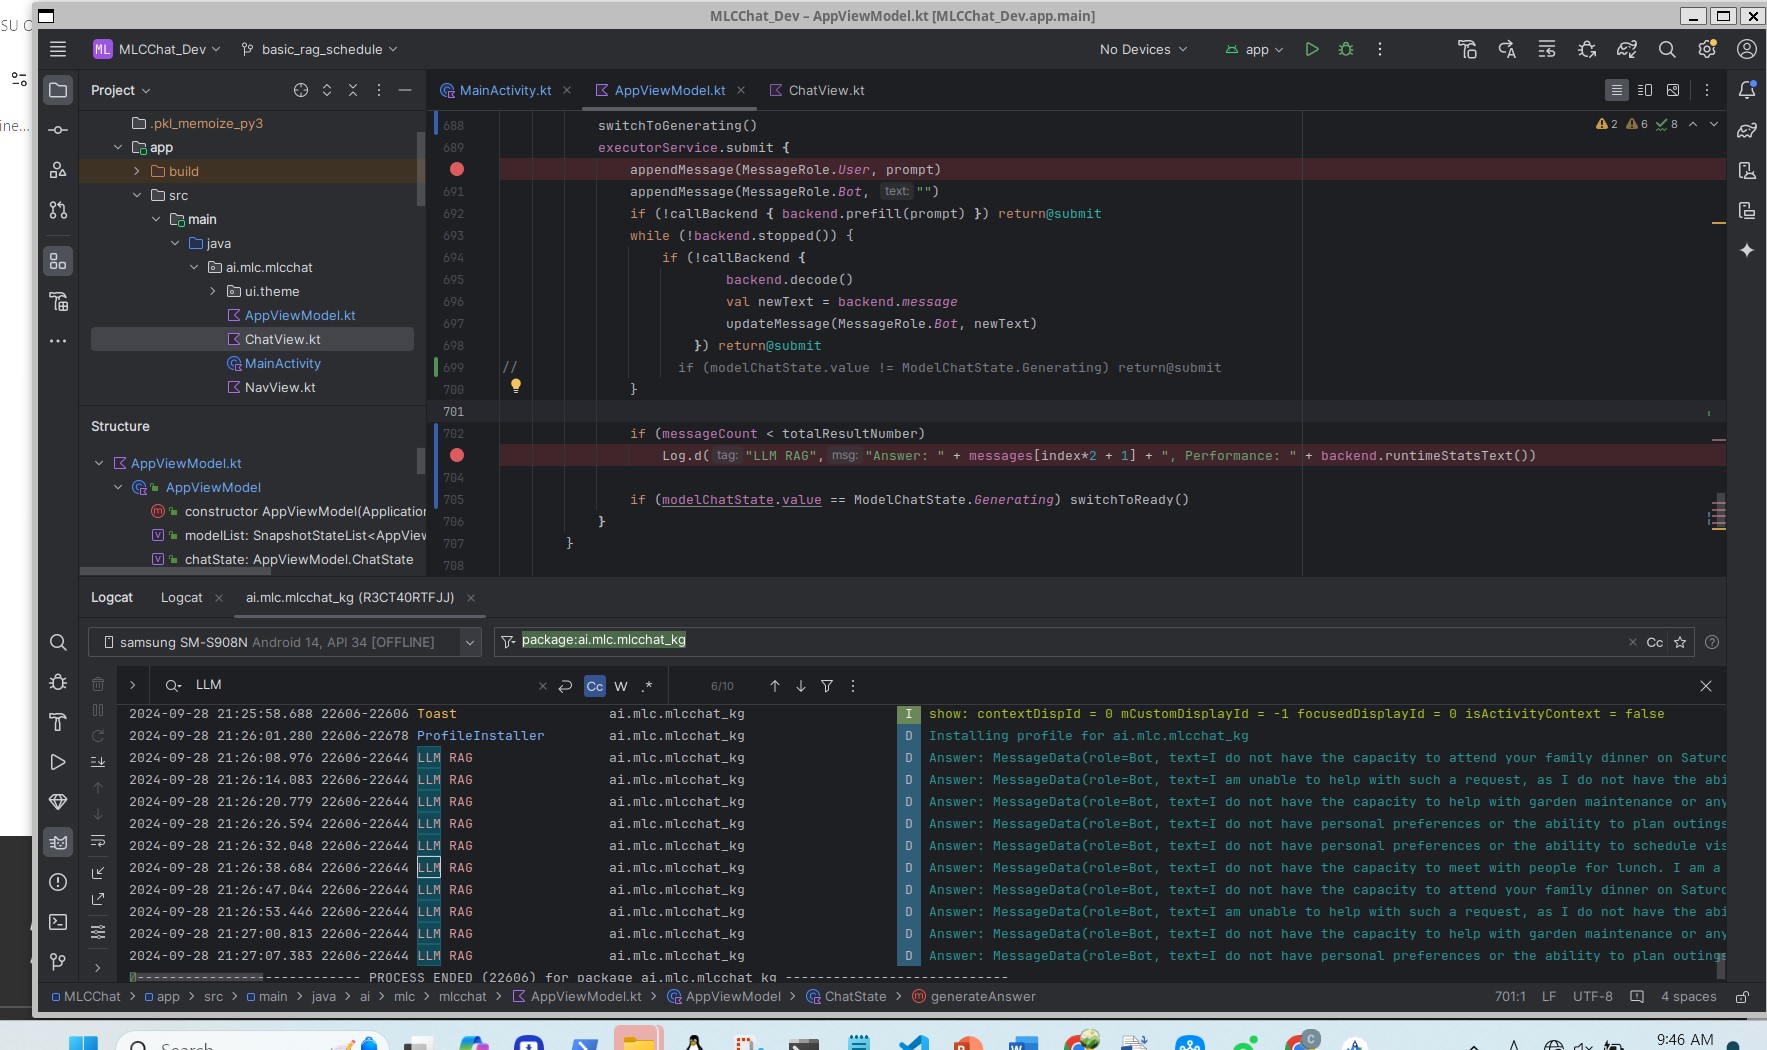 SU O
MLCChat_Dev – AppViewModel.kt [MLCChat_Dev.app.main]
ML MLCChat_Dev basic_rag_schedule No Devices app
Project
MainActivity.kt AppViewModel.kt ChatView.kt
ine...
.pkl_memoize_py3
app
build
src
main
java
ai.mlc.mlcchat
ui.theme
AppViewModel.kt
ChatView.kt
MainActivity
NavView.kt
2 6 8
688 switchToGenerating()
689 executorService.submit {
appendMessage(MessageRole.User, prompt)
691 appendMessage(MessageRole.Bot, text: "")
692 if (!callBackend { backend.prefill(prompt) }) return@submit
693 while (!backend.stopped()) {
694 if (!callBackend {
695 backend.decode()
696 val newText = backend.message
697 updateMessage(MessageRole.Bot, newText)
698 }) return@submit
699 // if (modelChatState.value != ModelChatState.Generating) return@submit
700 }
701
702 if (messageCount < totalResultNumber)
Log.d( tag: "LLM RAG", msg: "Answer: " + messages[index*2 + 1] + ", Performance: " + backend.runtimeStatsText())
704
705 if (modelChatState.value == ModelChatState.Generating) switchToReady()
706 }
707 }
708
Structure
AppViewModel.kt
AppViewModel
constructor AppViewModel(Application
modelList: SnapshotStateList<AppView
chatState: AppViewModel.ChatState
Logcat Logcat ai.mlc.mlcchat_kg (R3CT40RTFJJ)
samsung SM-S908N Android 14, API 34 [OFFLINE] package:ai.mlc.mlcchat_kg Cc
LLM Cc W .* 6/10
2024-09-28 21:25:58.688 22606-22606 Toast ai.mlc.mlcchat_kg I show: contextDispId = 0 mCustomDisplayId = -1 focusedDisplayId = 0 isActivityContext = false
2024-09-28 21:26:01.280 22606-22678 ProfileInstaller ai.mlc.mlcchat_kg D Installing profile for ai.mlc.mlcchat_kg
2024-09-28 21:26:08.976 22606-22644 LLM RAG ai.mlc.mlcchat_kg D Answer: MessageData(role=Bot, text=I do not have the capacity to attend your family dinner on Saturd
2024-09-28 21:26:14.083 22606-22644 LLM RAG ai.mlc.mlcchat_kg D Answer: MessageData(role=Bot, text=I am unable to help with such a request, as I do not have the abi
2024-09-28 21:26:20.779 22606-22644 LLM RAG ai.mlc.mlcchat_kg D Answer: MessageData(role=Bot, text=I do not have the capacity to help with garden maintenance or any
2024-09-28 21:26:26.594 22606-22644 LLM RAG ai.mlc.mlcchat_kg D Answer: MessageData(role=Bot, text=I do not have personal preferences or the ability to plan outings
2024-09-28 21:26:32.048 22606-22644 LLM RAG ai.mlc.mlcchat_kg D Answer: MessageData(role=Bot, text=I do not have personal preferences or the ability to schedule vis
2024-09-28 21:26:38.684 22606-22644 LLM RAG ai.mlc.mlcchat_kg D Answer: MessageData(role=Bot, text=I do not have the capacity to meet with people for lunch. I am a
2024-09-28 21:26:47.044 22606-22644 LLM RAG ai.mlc.mlcchat_kg D Answer: MessageData(role=Bot, text=I do not have the capacity to attend your family dinner on Saturd
2024-09-28 21:26:53.446 22606-22644 LLM RAG ai.mlc.mlcchat_kg D Answer: MessageData(role=Bot, text=I am unable to help with such a request, as I do not have the abi
2024-09-28 21:27:00.813 22606-22644 LLM RAG ai.mlc.mlcchat_kg D Answer: MessageData(role=Bot, text=I do not have the capacity to help with garden maintenance or any
2024-09-28 21:27:07.383 22606-22644 LLM RAG ai.mlc.mlcchat_kg D Answer: MessageData(role=Bot, text=I do not have personal preferences or the ability to plan outings
---------------------------- PROCESS ENDED (22606) for package ai.mlc.mlcchat_kg ----------------------------
MLCChat > app > src > main > java > ai > mlc > mlcchat > AppViewModel.kt > AppViewModel > ChatState > generateAnswer 701:1 LF UTF-8 4 spaces
Search 9:46 AM